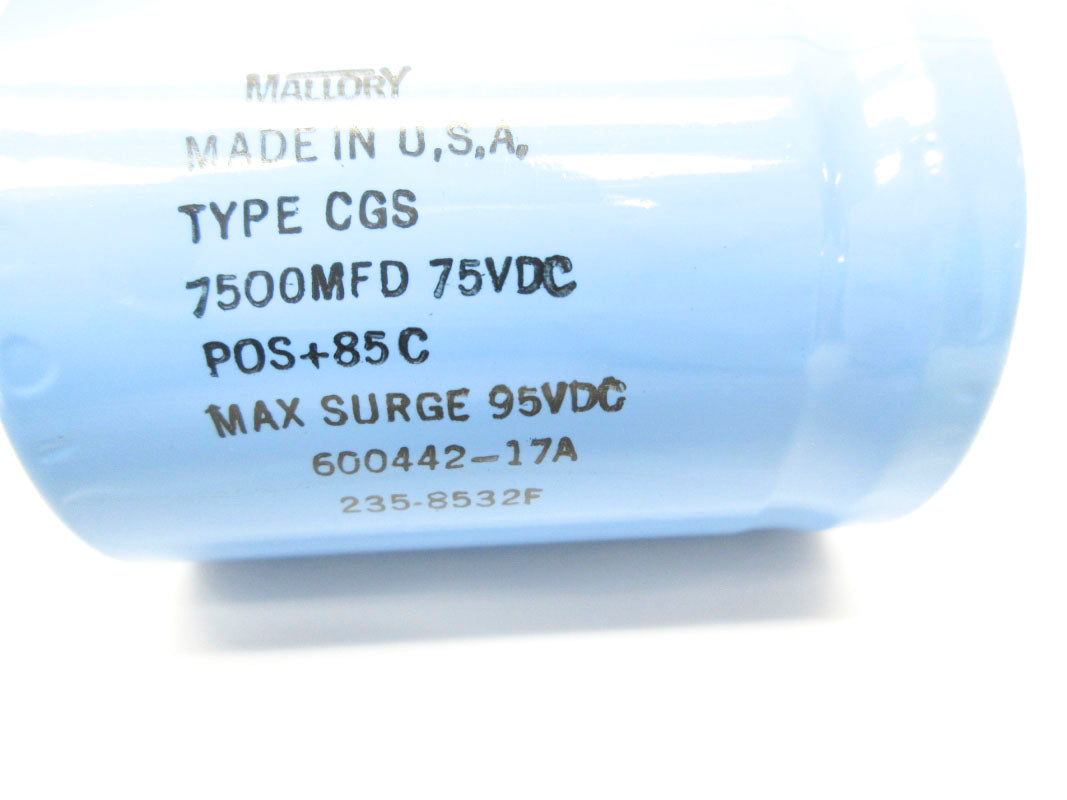 MALLORY
MADE IN U.S.A.
TYPE CGS
7500MFD 75VDC
POS+85C
MAX SURGE 95VDC
600442-17A
235-8532F